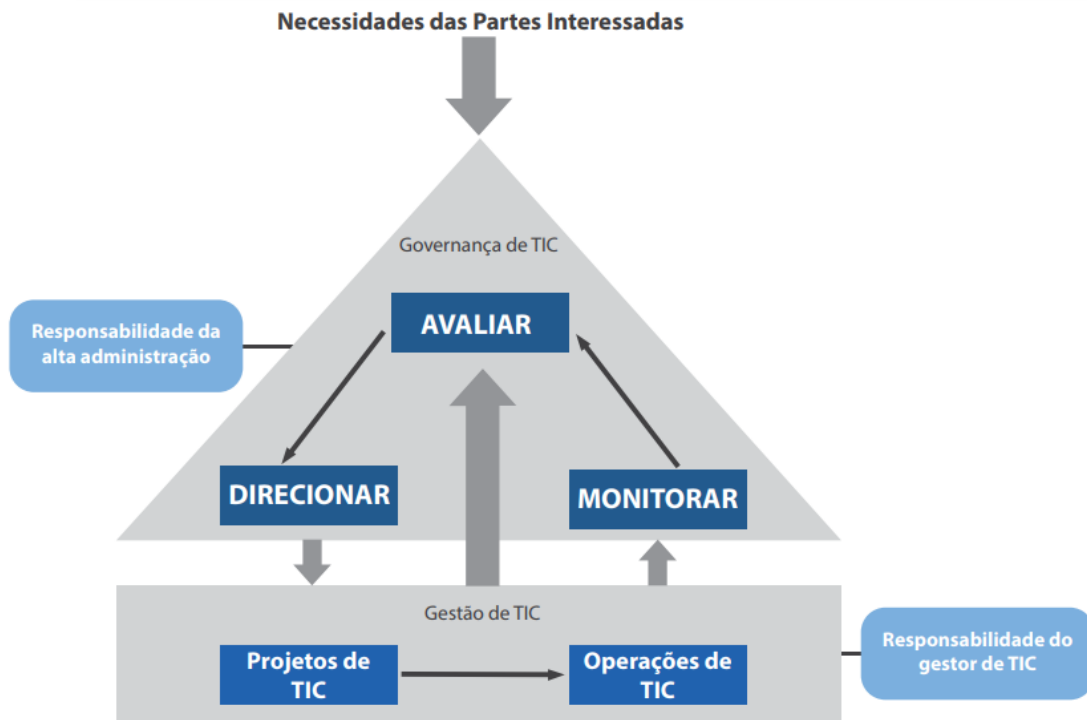 Necessidades das Partes Interessadas
Governança de TIC
AVALIAR
Responsabilidade da
alta administração
DIRECIONAR
MONITORAR
Gestão de TIC
Projetos de
TIC
Operações de
TIC
Responsabilidade do
gestor de TIC